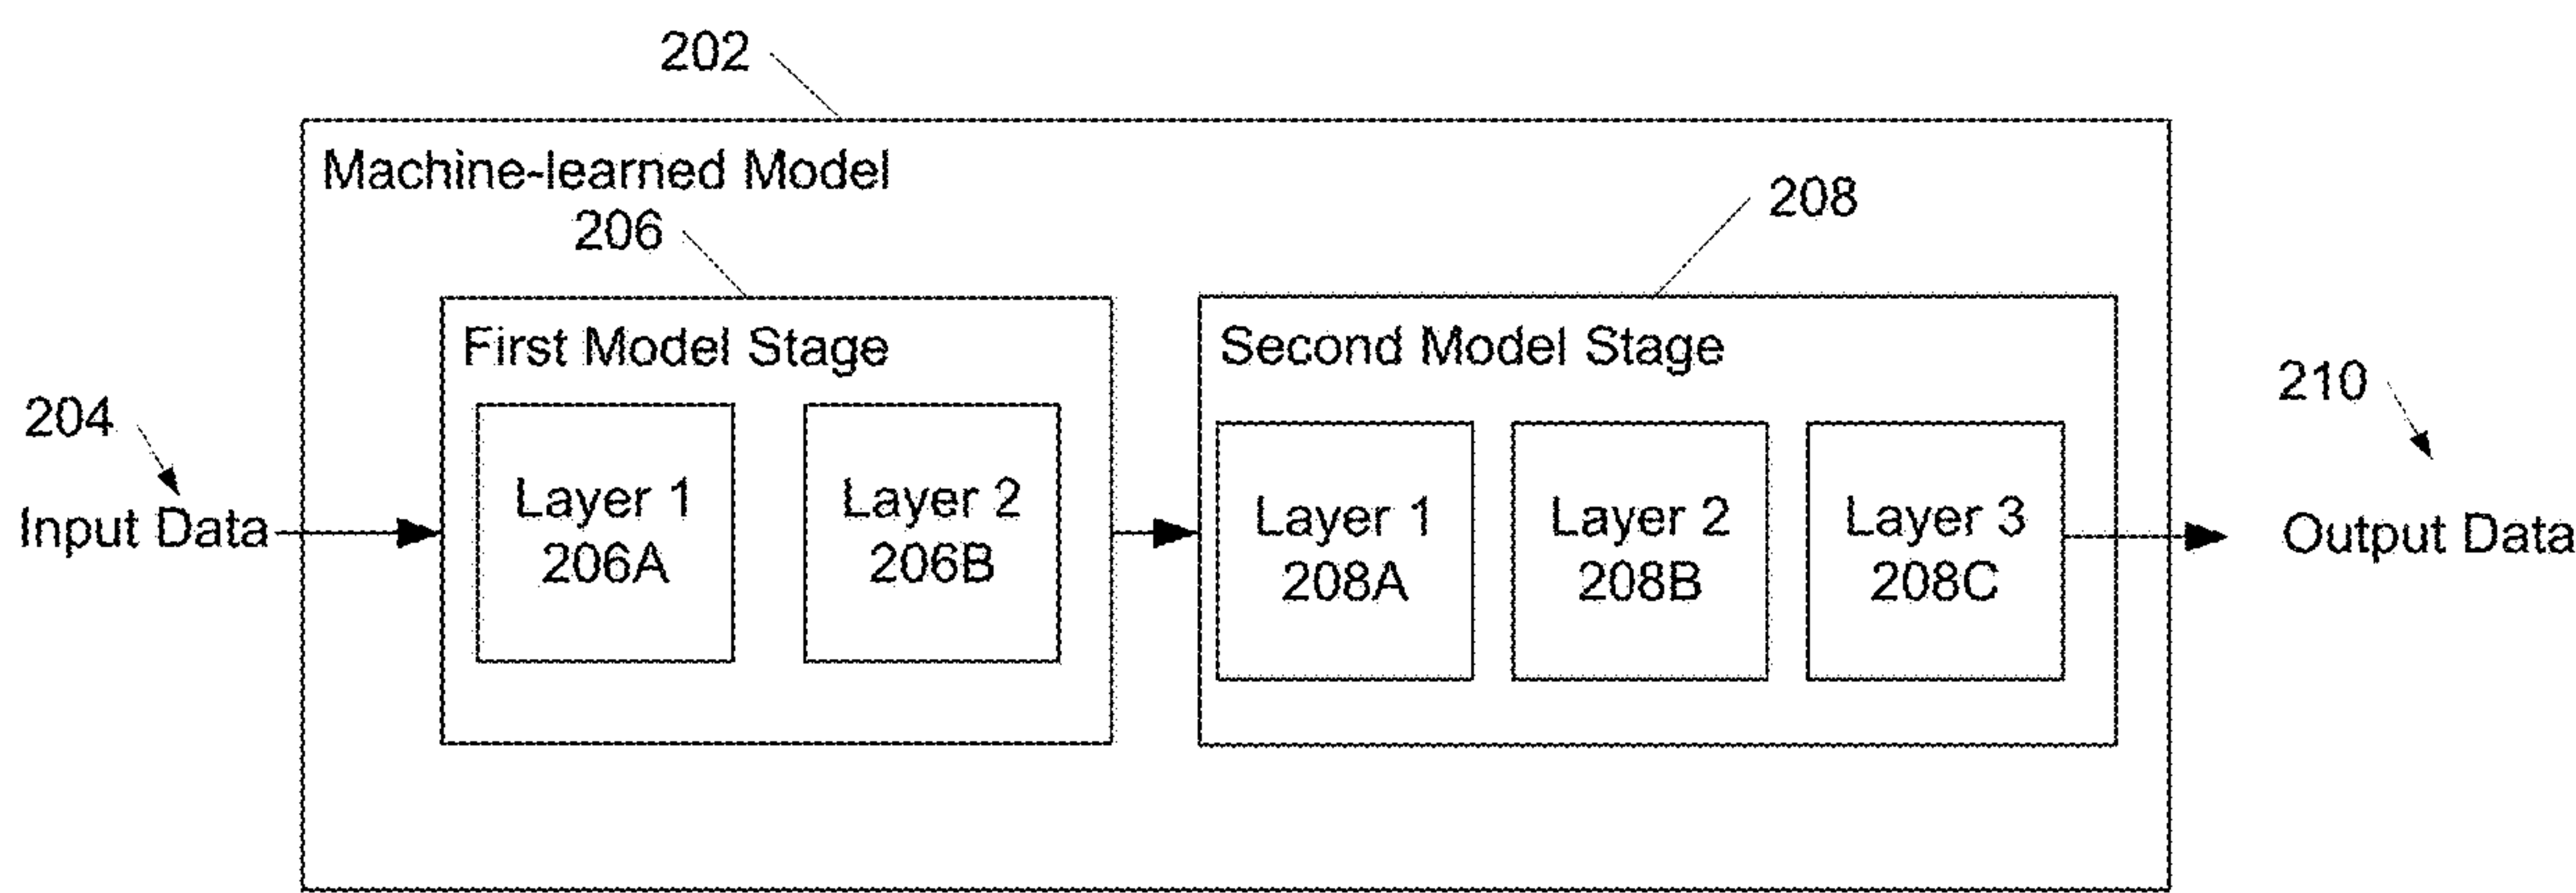 202
Machine-learned Model
206
208
First Model Stage
Second Model Stage
204
210
Input Data
Layer 1
206A
Layer 2
206B
Layer 1
208A
Layer 2
208B
Layer 3
208C
Output Data